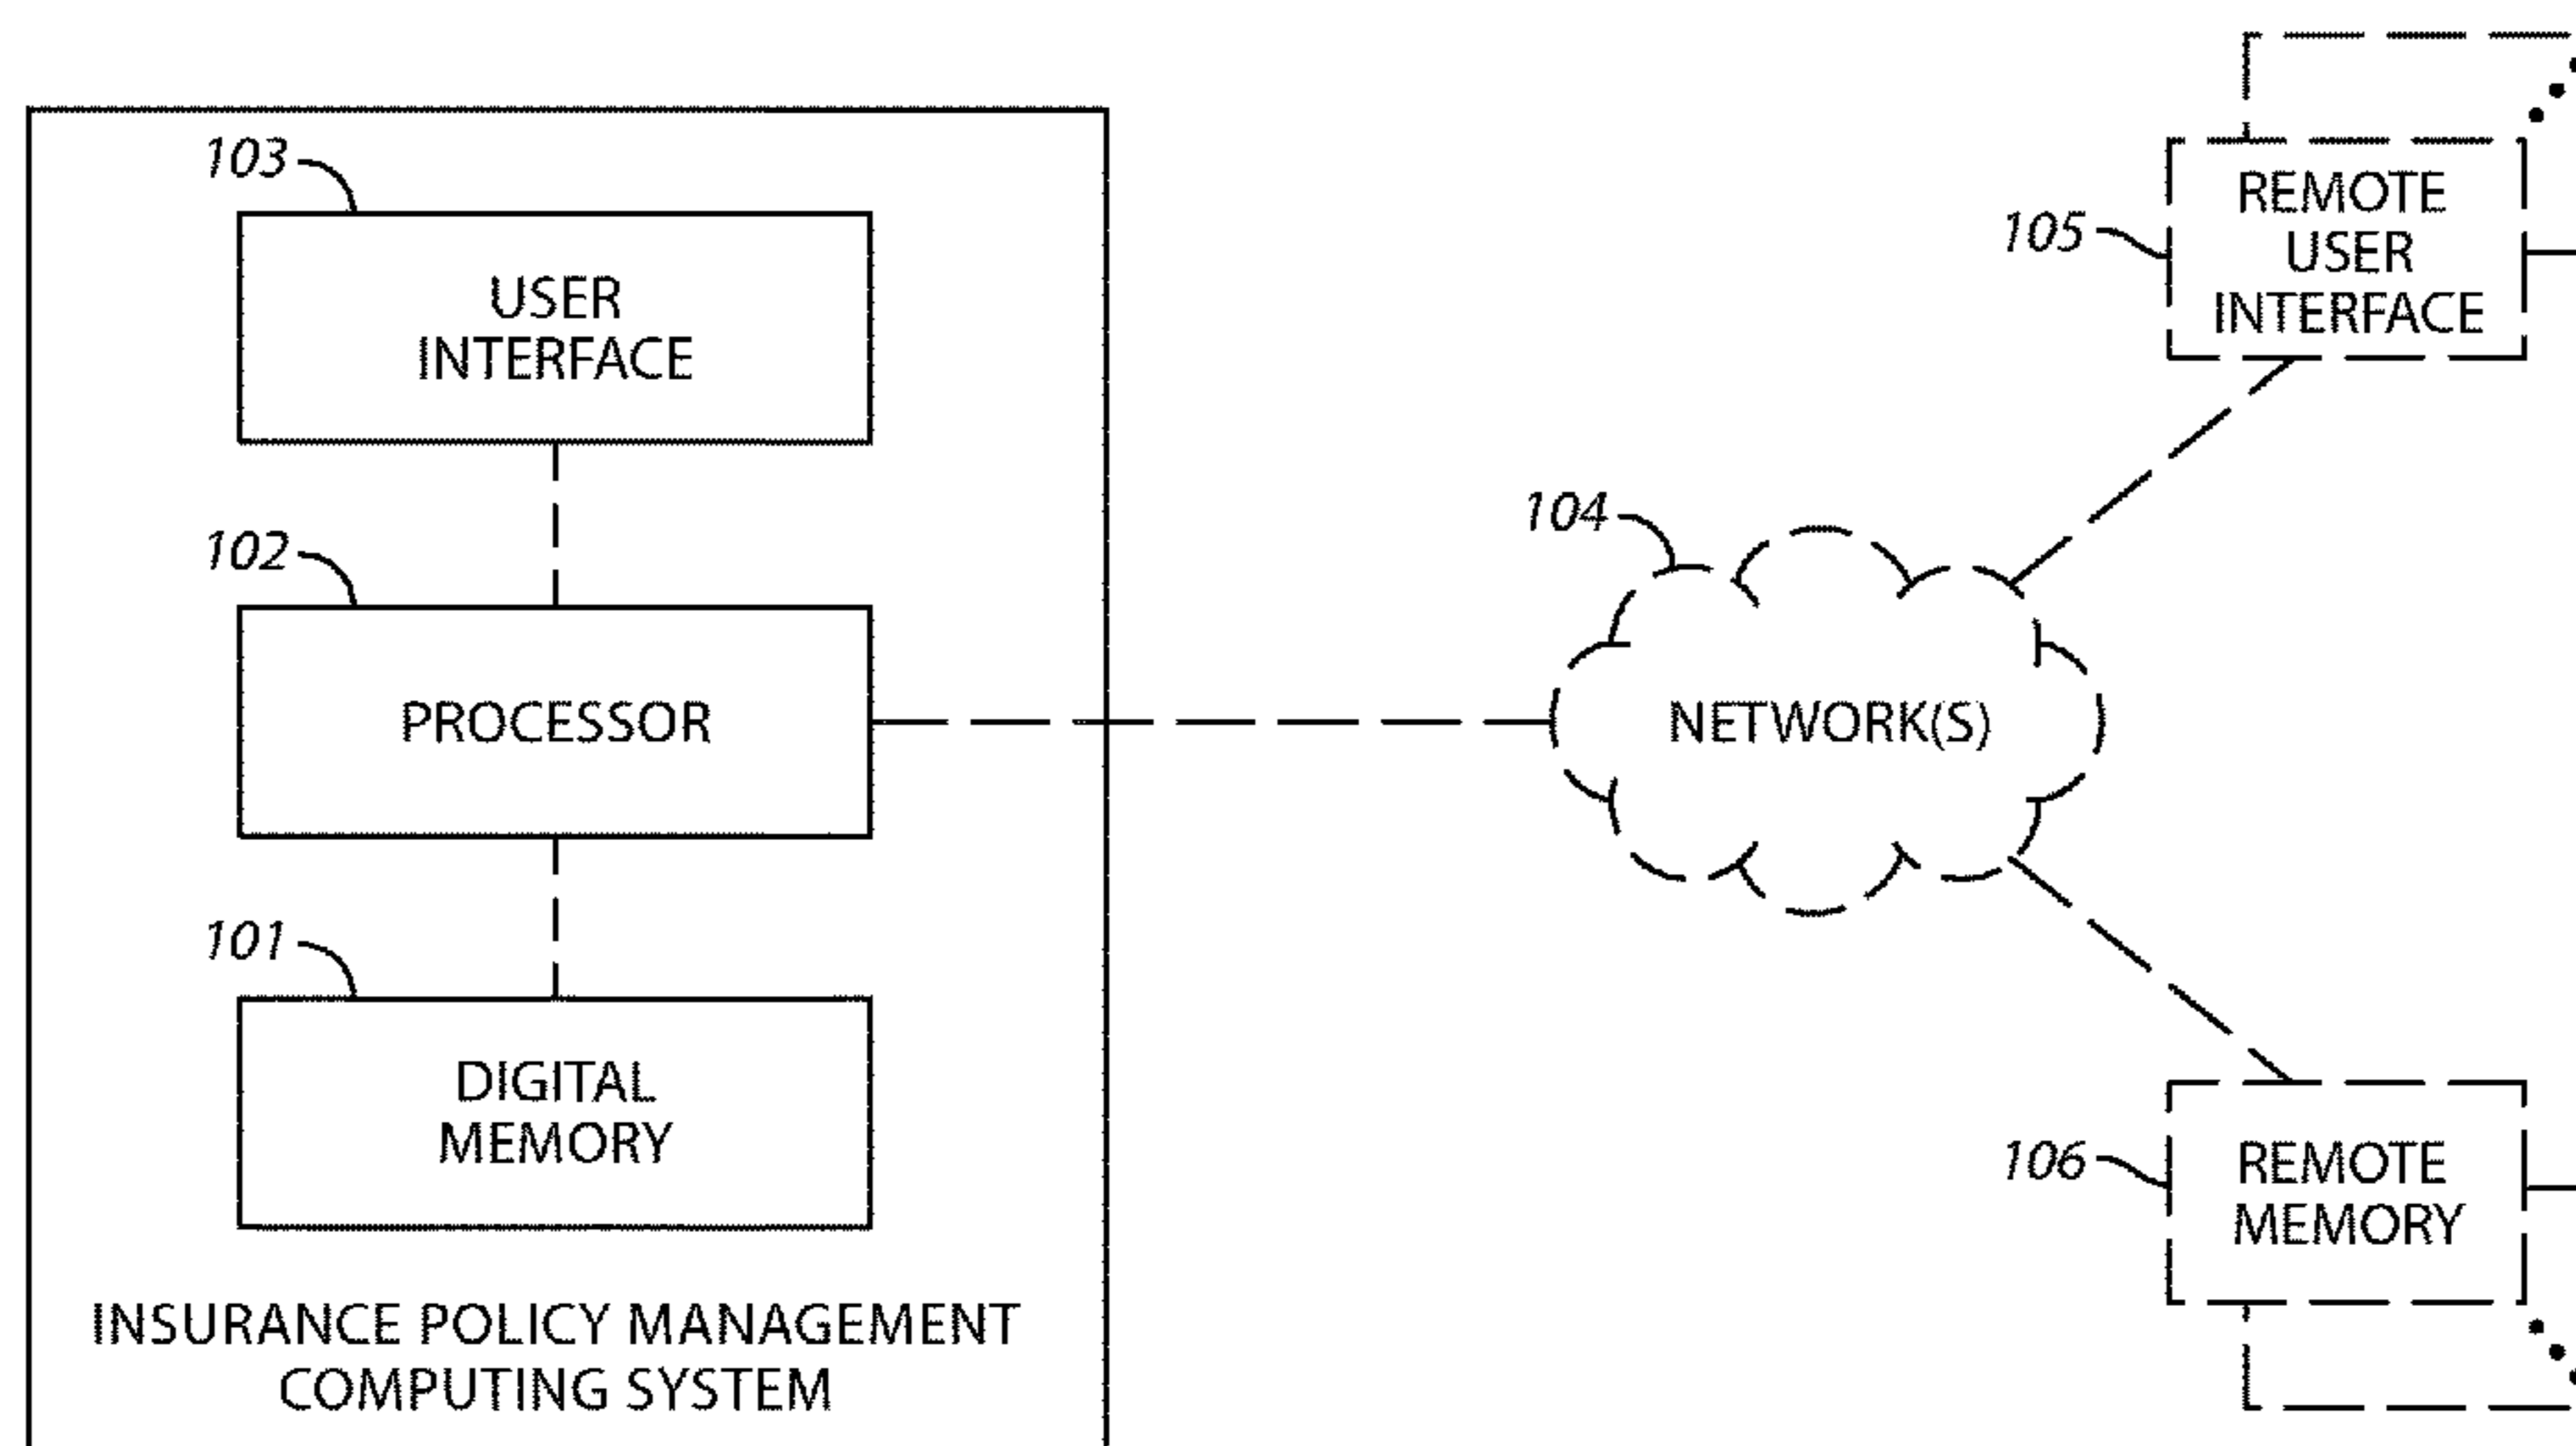 103
USER
INTERFACE
102
PROCESSOR
101
DIGITAL
MEMORY
INSURANCE POLICY MANAGEMENT
COMPUTING SYSTEM
104
NETWORK(S)
105
REMOTE
USER
INTERFACE
106
REMOTE
MEMORY